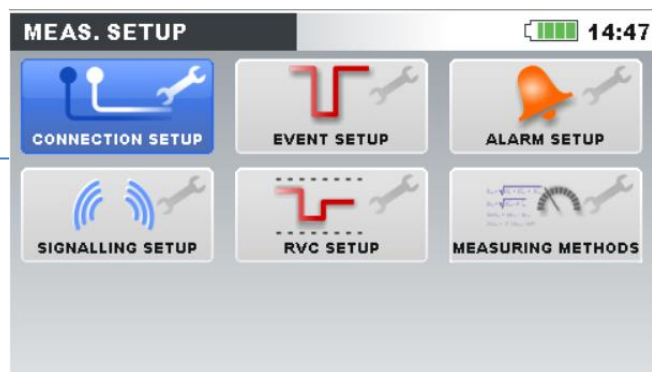 MEAS. SETUP 14:47
CONNECTION SETUP EVENT SETUP ALARM SETUP
SIGNALLING SETUP RVC SETUP MEASURING METHODS